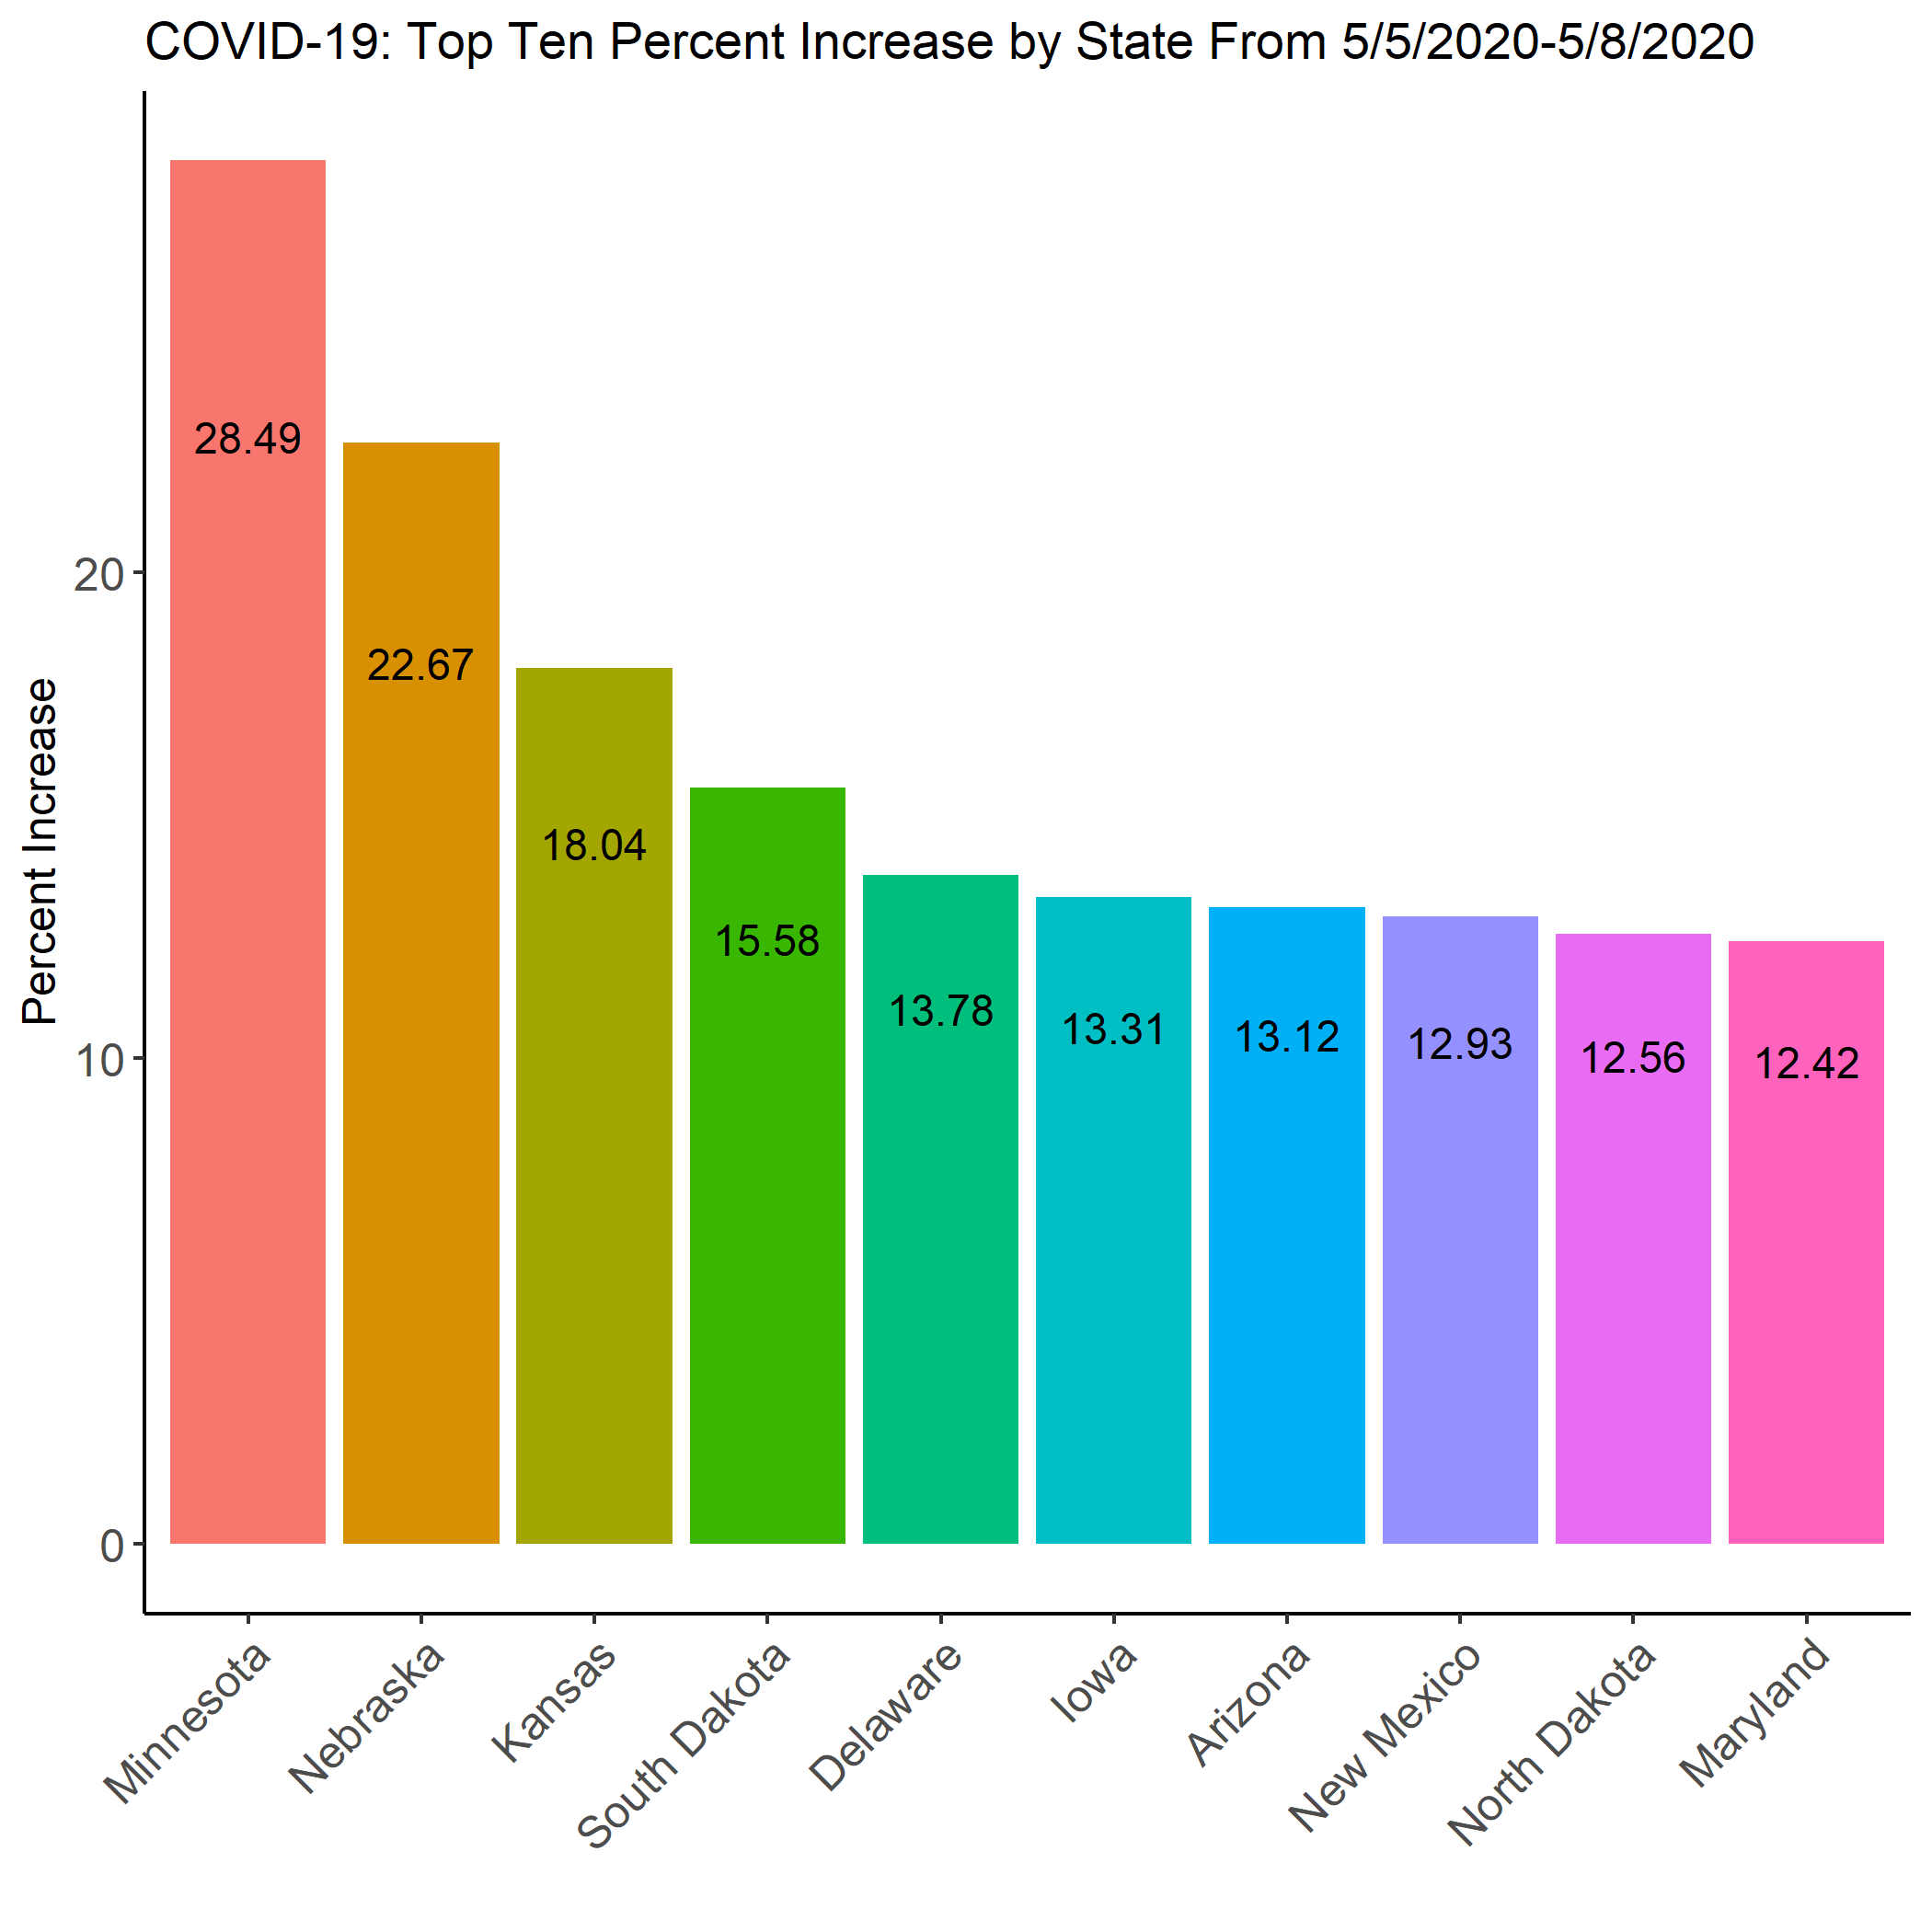 COVID-19: Top Ten Percent Increase by State From 5/5/2020-5/8/2020
Percent Increase
20
10
0
28.49
22.67
18.04
15.58
13.78
13.31
13.12
12.93
12.56
12.42
Minnesota
Nebraska
Kansas
South Dakota
Delaware
Iowa
Arizona
New Mexico
North Dakota
Maryland